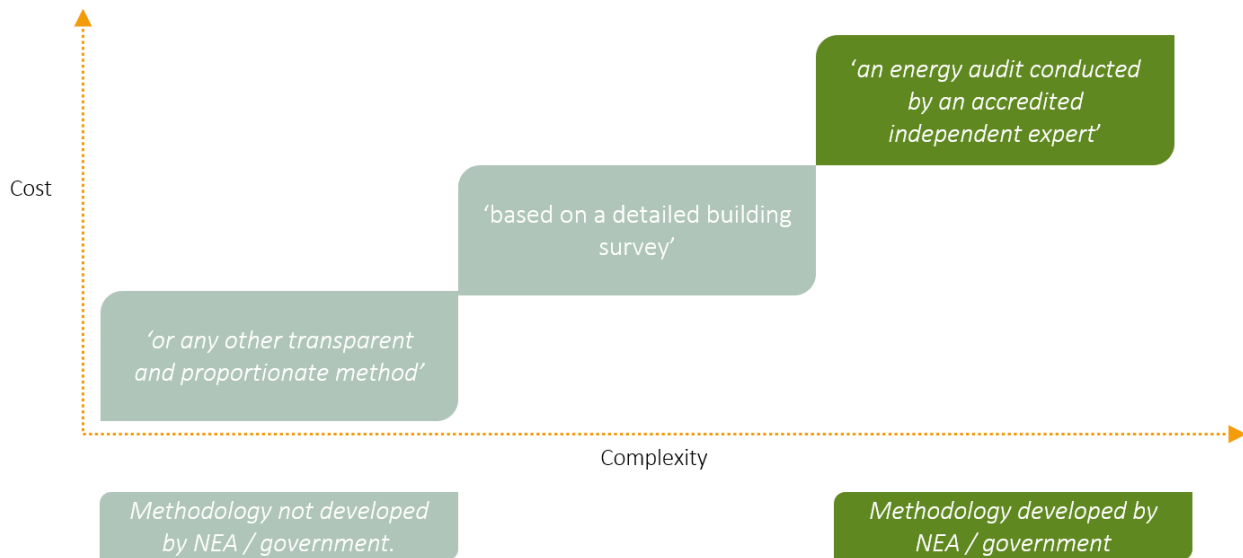 ‘an energy audit conducted
by an accredited
independent expert’
Cost
‘based on a detailed building
survey’
‘or any other transparent
and proportionate method’
Complexity
Methodology not developed
by NEA / government.
Methodology developed by
NEA / government